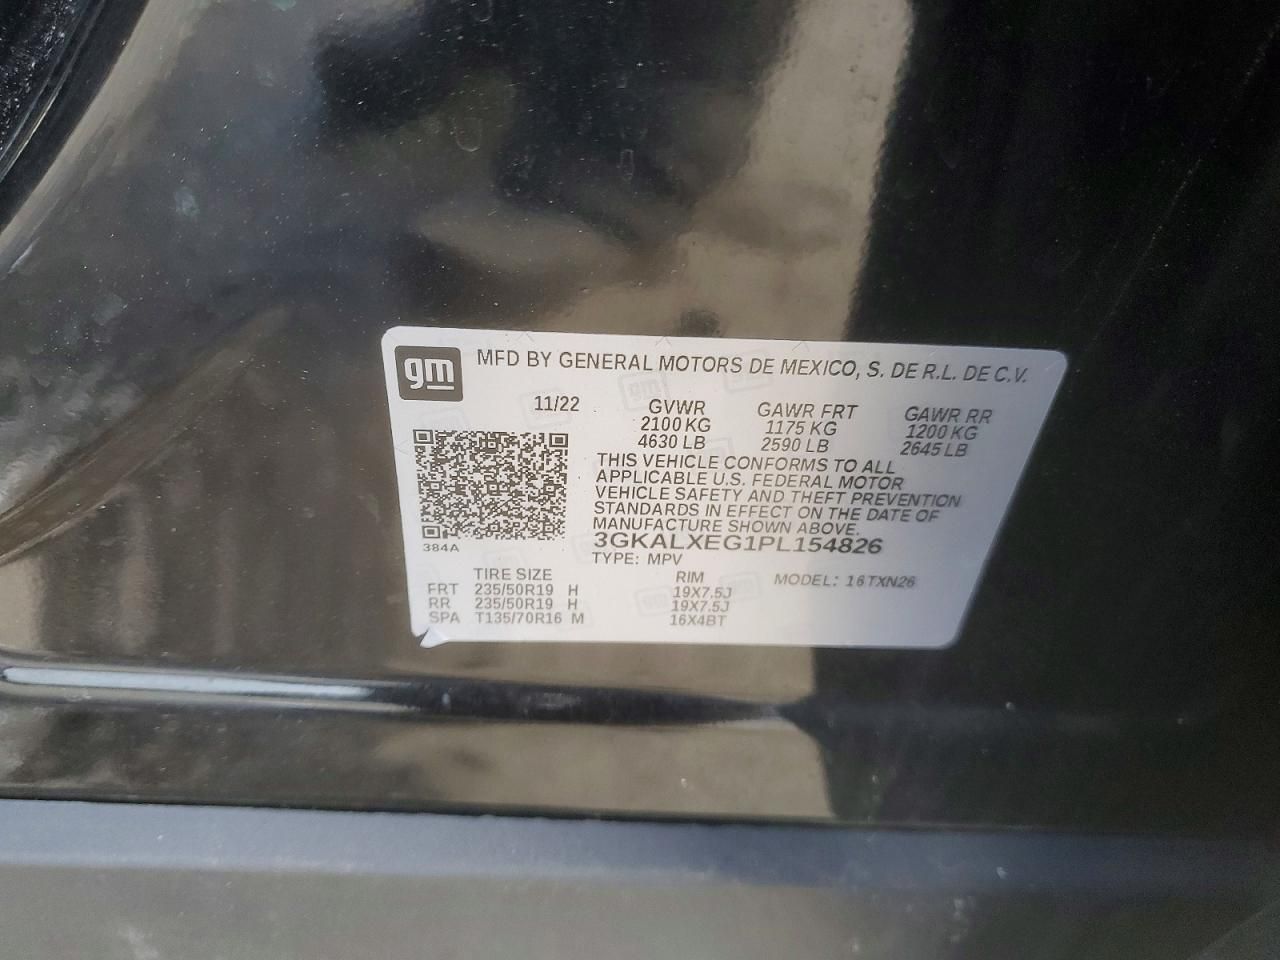 gm MFD BY GENERAL MOTORS DE MEXICO, S. DE R.L. DE C.V.
11/22 GVWR GAWR FRT GAWR RR
2100 KG 1175 KG 1200 KG
4630 LB 2590 LB 2645 LB
THIS VEHICLE CONFORMS TO ALL
APPLICABLE U.S. FEDERAL MOTOR
VEHICLE SAFETY AND THEFT PREVENTION
STANDARDS IN EFFECT ON THE DATE OF
MANUFACTURE SHOWN ABOVE.
384A 3GKALXEG1PL154826
TYPE: MPV
TIRE SIZE RIM MODEL: 16TXN26
FRT 235/50R19 H 19X7.5J
RR 235/50R19 H 19X7.5J
SPA T135/70R16 M 16X4BT